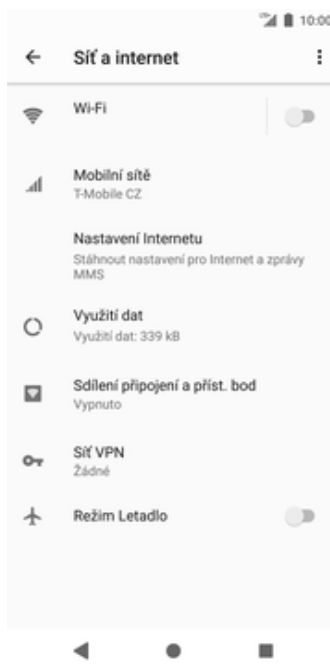 10:00
Síť a internet
Wi-Fi
Mobilní sítě
T-Mobile CZ
Nastavení Internetu
Stáhnout nastavení pro Internet a zprávy
MMS
Využití dat
Využití dat: 339 kB
Sdílení připojení a příst. bod
Vypnuto
Síť VPN
Žádné
Režim Letadlo